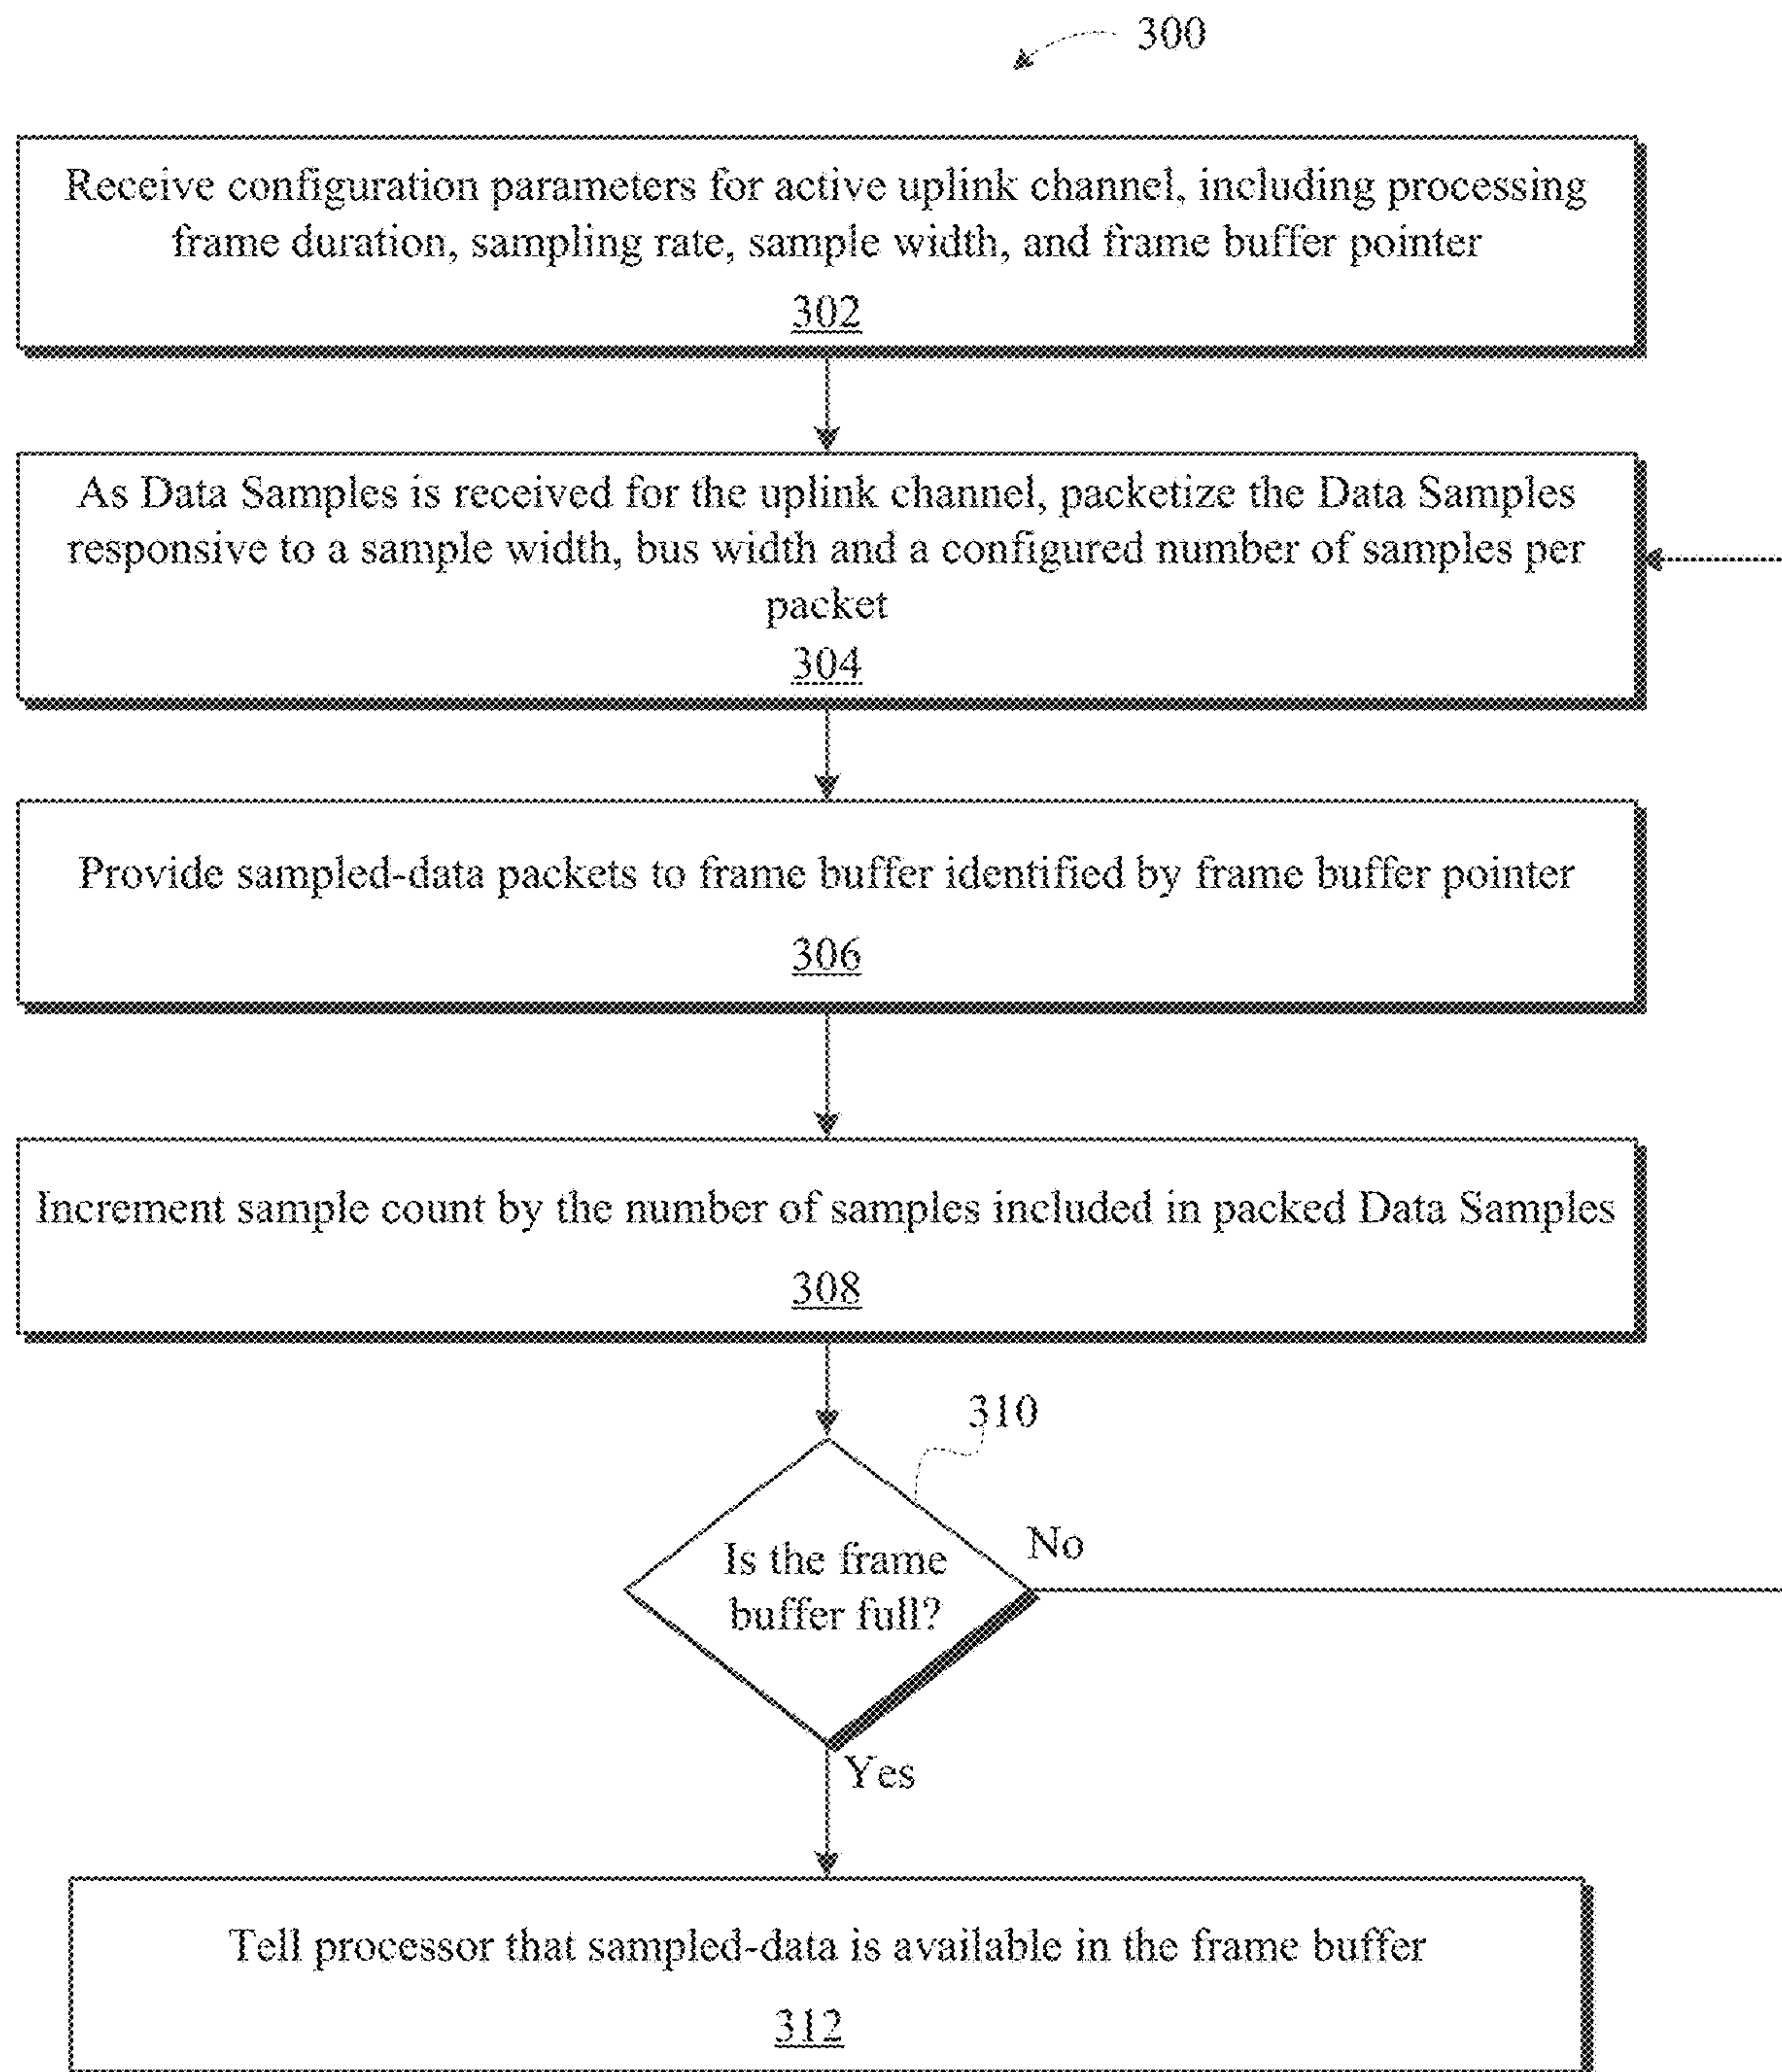 300
Receive configuration parameters for active uplink channel, including processing
frame duration, sampling rate, sample width, and frame buffer pointer
302
As Data Samples is received for the uplink channel, packetize the Data Samples
responsive to a sample width, bus width and a configured number of samples per
packet
304
Provide sampled-data packets to frame buffer identified by frame buffer pointer
306
Increment sample count by the number of samples included in packed Data Samples
308
310
Is the frame
buffer full?
No
Yes
Tell processor that sampled-data is available in the frame buffer
312